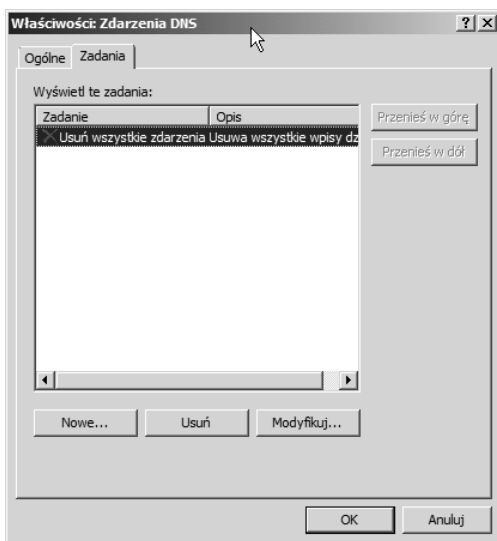 Właściwości: Zdarzenia DNS
Ogólne Zadania
Wyświetl te zadania:
Zadanie Opis
Usuń wszystkie zdarzenia Usuwa wszystkie wpisy dz
Przenieś w górę
Przenieś w dół
Nowe... Usuń Modyfikuj...
OK Anuluj